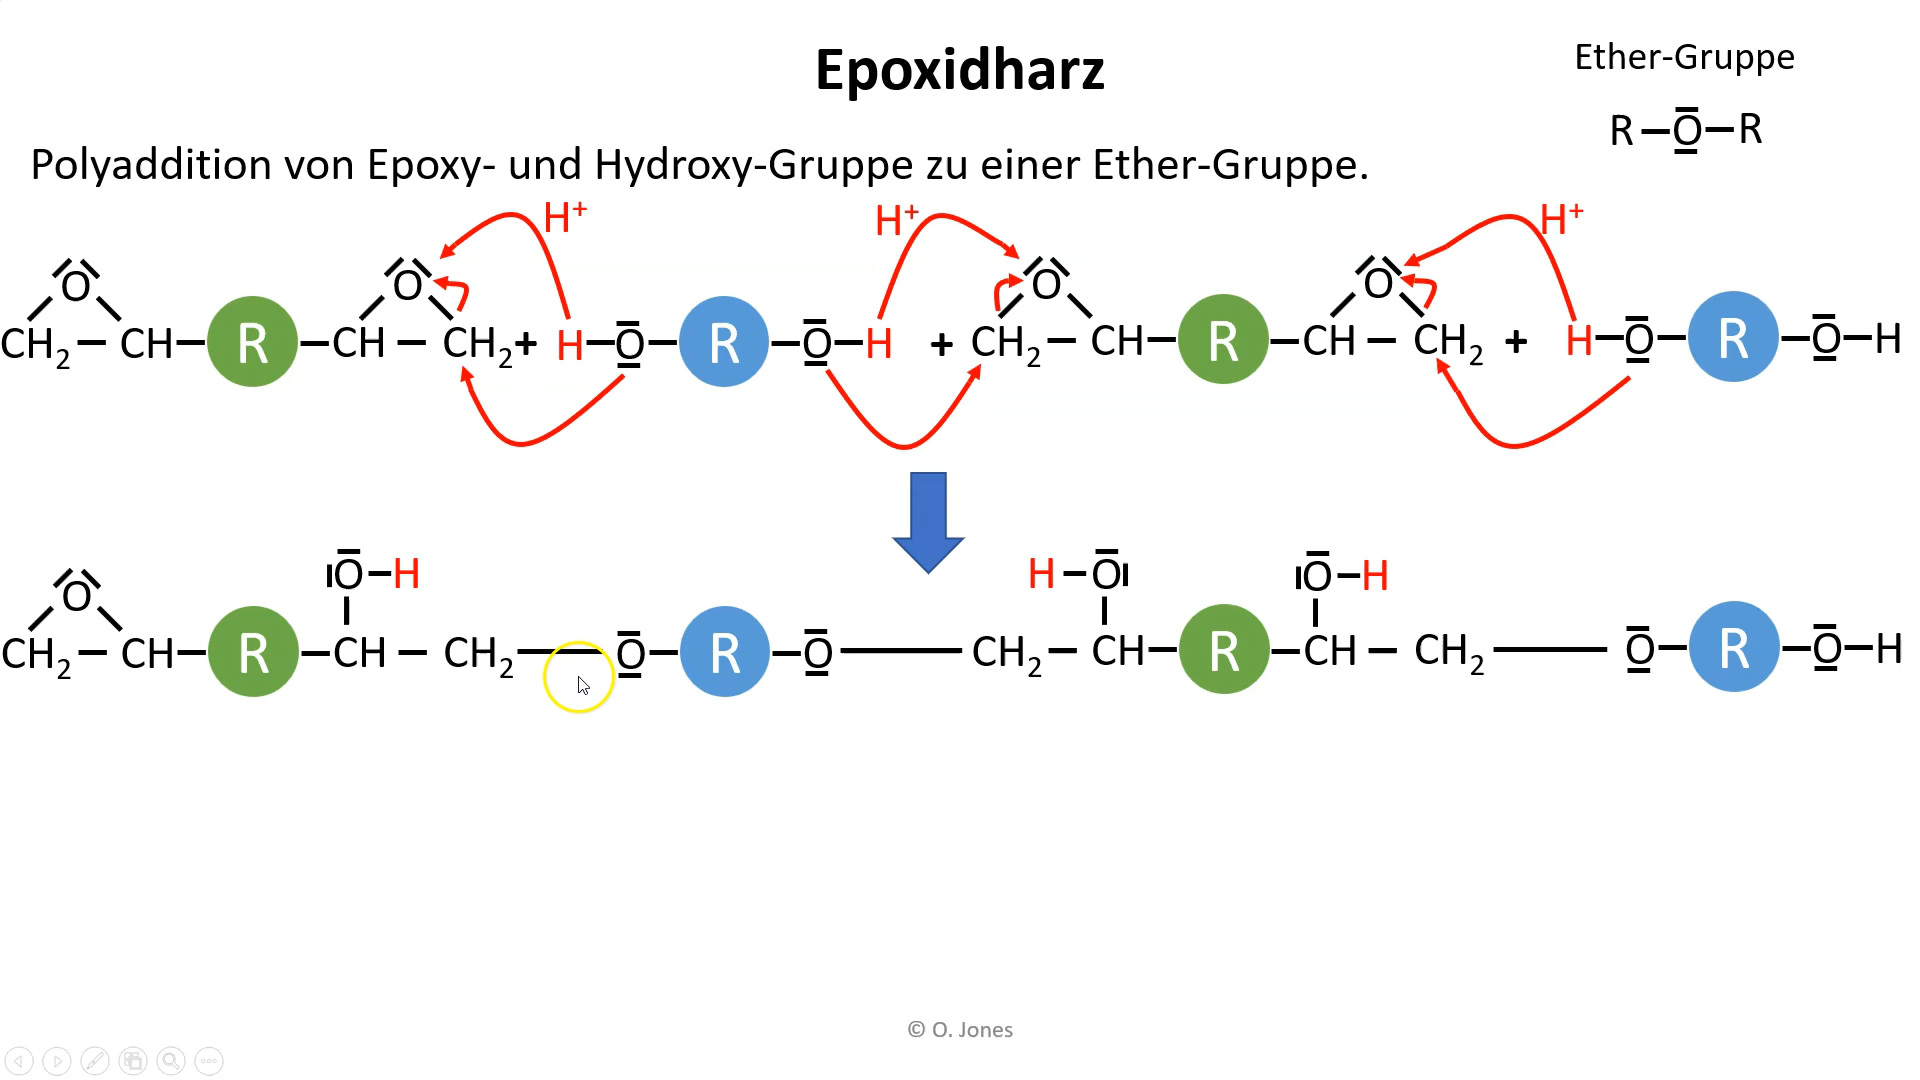 Epoxidharz
Ether-Gruppe
R–O–R
Polyaddition von Epoxy- und Hydroxy-Gruppe zu einer Ether-Gruppe.
H⁺ H⁺ H⁺
O O O O
CH₂ – CH – R – CH – CH₂ + H–O – R – O–H + CH₂ – CH – R – CH – CH₂ + H–O – R – O–H
O–H H–O O–H
O
CH₂ – CH – R – CH – CH₂ – O – R – O – CH₂ – CH – R – CH – CH₂ – O – R – O–H
© O. Jones